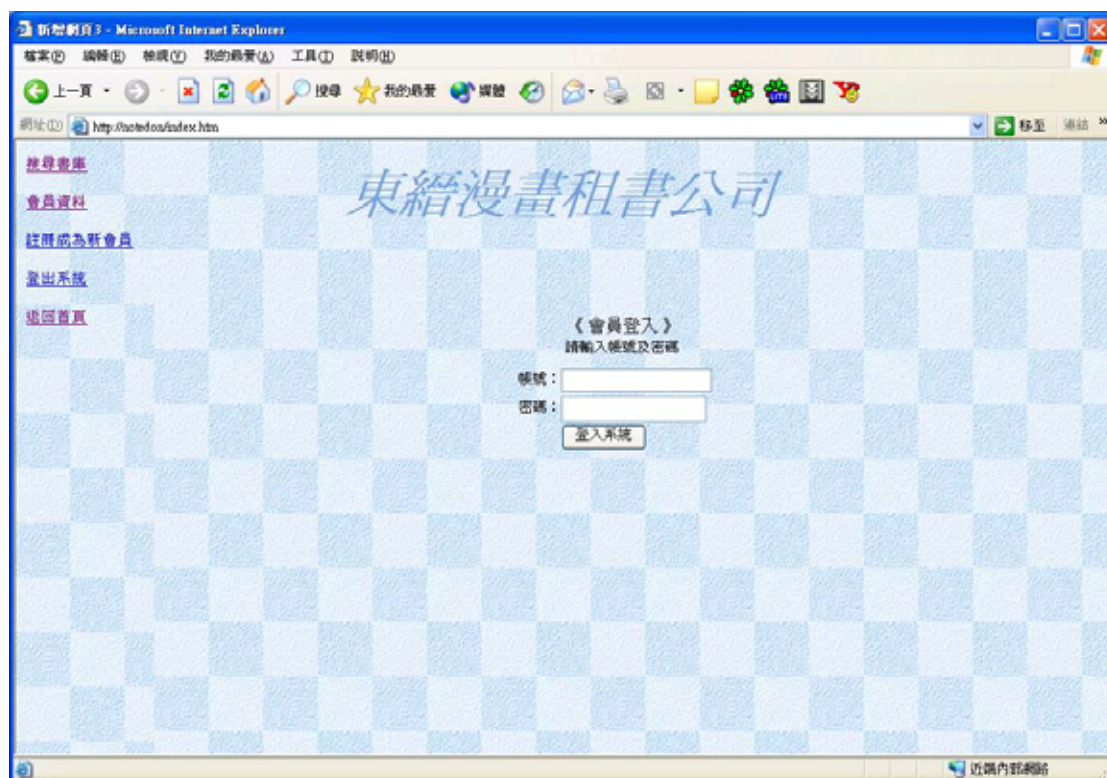 新增網頁3 - Microsoft Internet Explorer
檔案(F) 編輯(E) 檢視(V) 我的最愛(A) 工具(T) 說明(H)
上一頁 搜尋 我的最愛 媒體
網址(D) http://notedon/index.htm 移至 連結 »
搜尋書庫
會員資料
註冊成為新會員
登出系統
返回首頁
東縉漫畫租書公司
《會員登入》
請輸入帳號及密碼
帳號：
密碼：
登入系統
近端內部網路